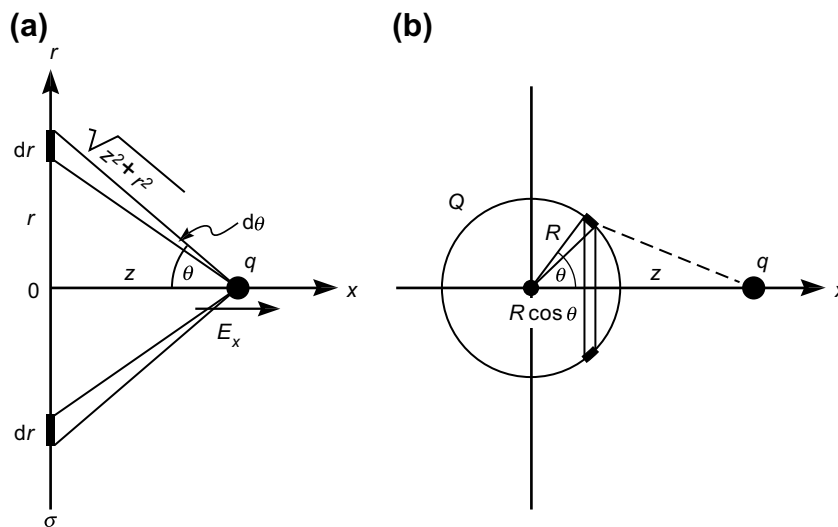 (a)
r
dr
√z² + r²
r
dθ
z
θ
q
0
x
Eₓ
dr
σ
(b)
Q
R
θ
z
q
R cos θ
x